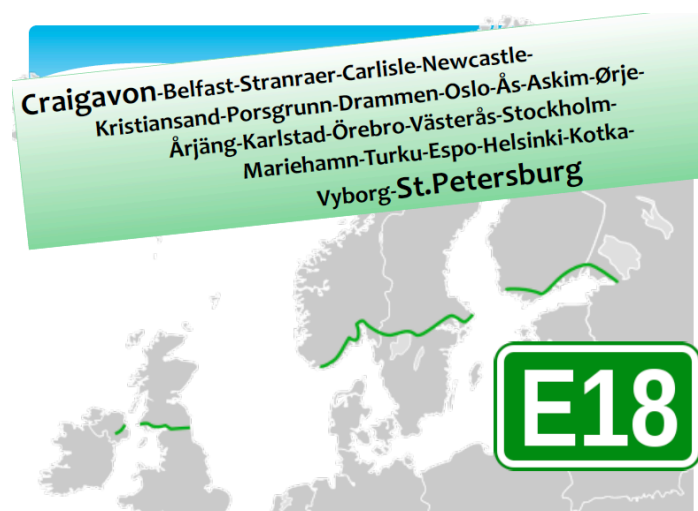 Craigavon-Belfast-Stranraer-Carlisle-Newcastle-
Kristiansand-Porsgrunn-Drammen-Oslo-Ås-Askim-Ørje-
Årjäng-Karlstad-Örebro-Västerås-Stockholm-
Mariehamn-Turku-Espo-Helsinki-Kotka-
Vyborg-St.Petersburg
E18